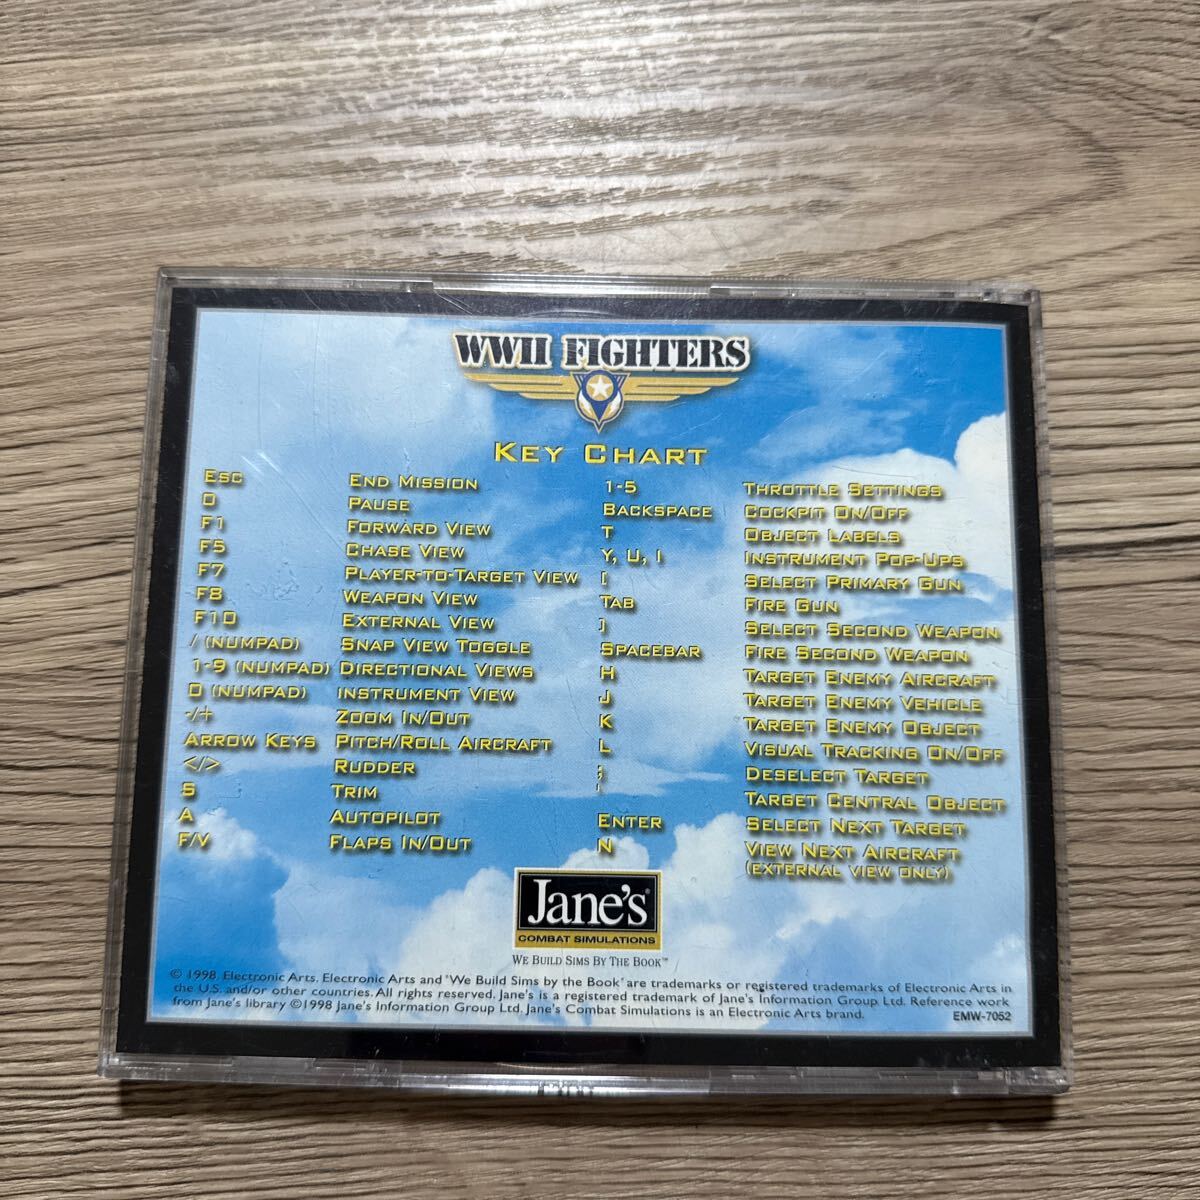 WWII FIGHTERS
KEY CHART
ESC END MISSION
0 PAUSE
F1 FORWARD VIEW
F5 CHASE VIEW
F7 PLAYER-TO-TARGET VIEW
F8 WEAPON VIEW
F10 EXTERNAL VIEW
/ (NUMPAD) SNAP VIEW TOGGLE
1-9 (NUMPAD) DIRECTIONAL VIEWS
0 (NUMPAD) INSTRUMENT VIEW
-/+ ZOOM IN/OUT
ARROW KEYS PITCH/ROLL AIRCRAFT
</> RUDDER
S TRIM
A AUTOPILOT
F/V FLAPS IN/OUT
1-5 THROTTLE SETTINGS
BACKSPACE COCKPIT ON/OFF
T OBJECT LABELS
Y, U, I INSTRUMENT POP-UPS
[ SELECT PRIMARY GUN
TAB FIRE GUN
] SELECT SECOND WEAPON
SPACEBAR FIRE SECOND WEAPON
H TARGET ENEMY AIRCRAFT
J TARGET ENEMY VEHICLE
K TARGET ENEMY OBJECT
L VISUAL TRACKING ON/OFF
; DESELECT TARGET
' TARGET CENTRAL OBJECT
ENTER SELECT NEXT TARGET
N VIEW NEXT AIRCRAFT
(EXTERNAL VIEW ONLY)
Jane's®
COMBAT SIMULATIONS
WE BUILD SIMS BY THE BOOK™
© 1998. Electronic Arts. Electronic Arts and "We Build Sims by the Book" are trademarks or registered trademarks of Electronic Arts in
the U.S. and/or other countries. All rights reserved. Jane's is a registered trademark of Jane's Information Group Ltd. Reference work
from Jane's library ©1998 Jane's Information Group Ltd. Jane's Combat Simulations is an Electronic Arts brand.
EMW-7052